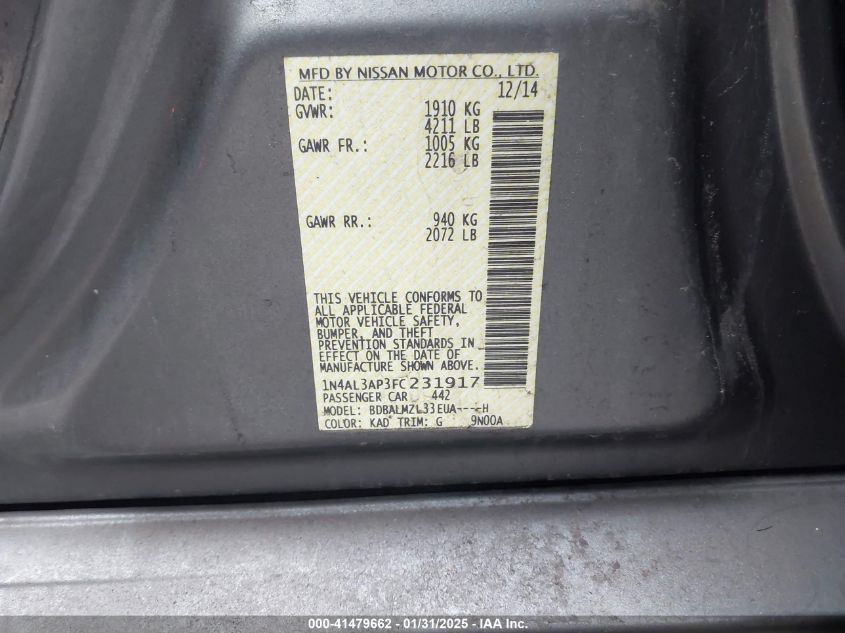 MFD BY NISSAN MOTOR CO., LTD.
DATE: 12/14
GVWR: 1910 KG
4211 LB
GAWR FR.: 1005 KG
2216 LB
GAWR RR.: 940 KG
2072 LB
THIS VEHICLE CONFORMS TO
ALL APPLICABLE FEDERAL
MOTOR VEHICLE SAFETY,
BUMPER, AND THEFT
PREVENTION STANDARDS IN
EFFECT ON THE DATE OF
MANUFACTURE SHOWN ABOVE.
1N4AL3AP3FC231917
PASSENGER CAR 442
MODEL: BDBALMZL33EUA----H
COLOR: KAD TRIM: G 9N00A
000-41479662 - 01/31/2025 - IAA Inc.